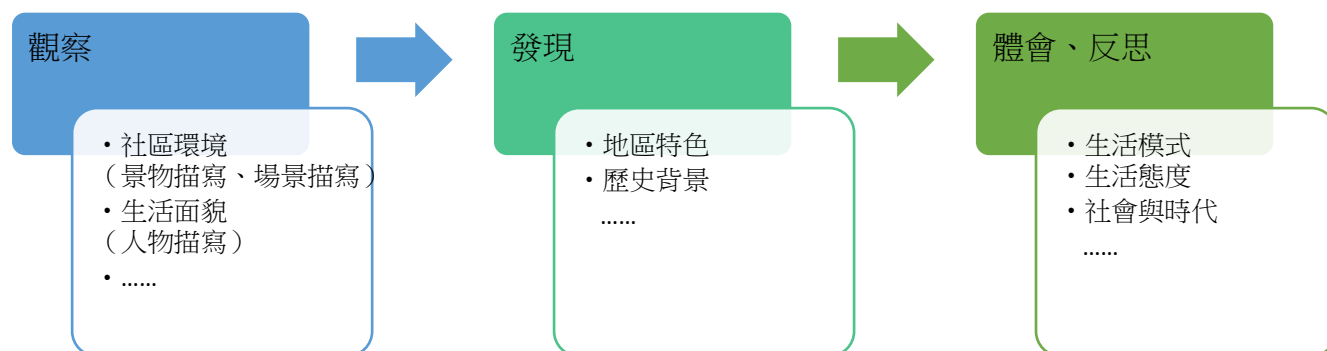 觀察
・社區環境
（景物描寫、場景描寫）
・生活面貌
（人物描寫）
・……
發現
・地區特色
・歷史背景
……
體會、反思
・生活模式
・生活態度
・社會與時代
……